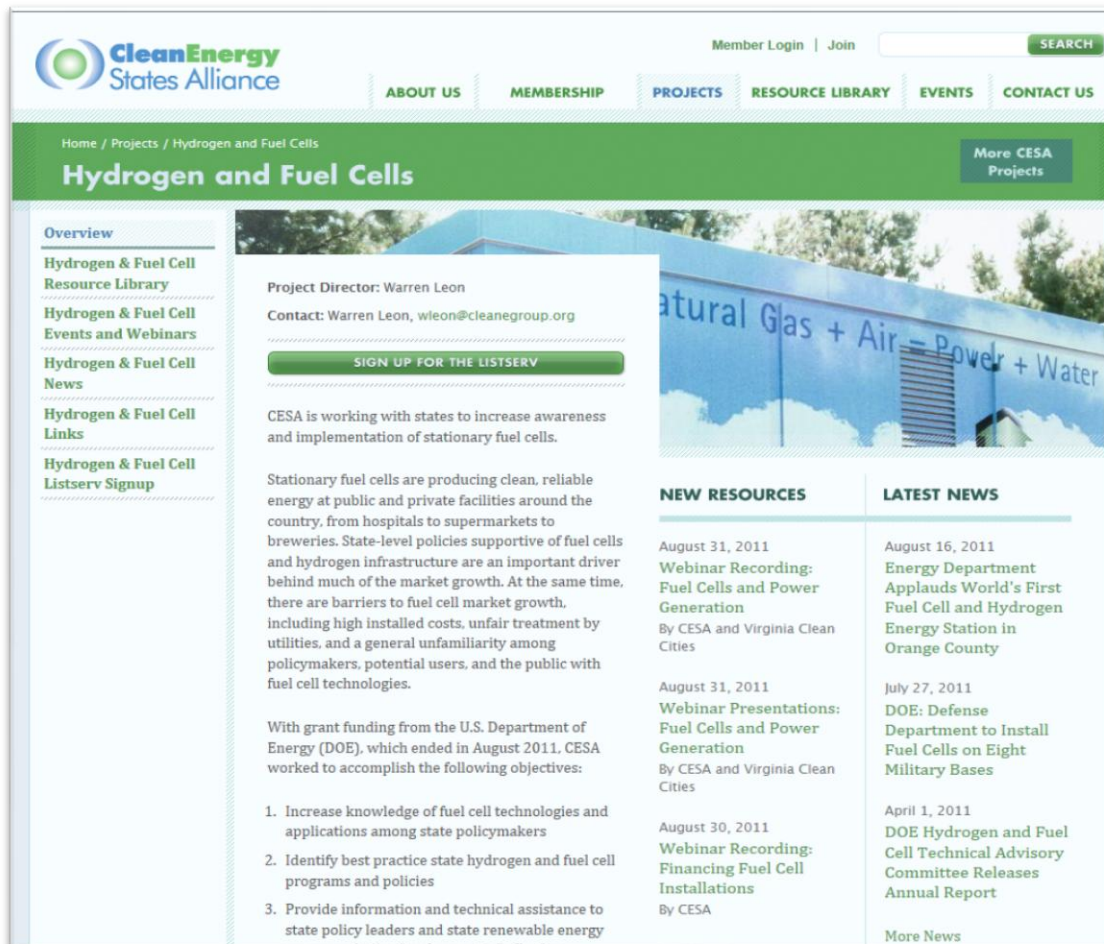 CleanEnergy
States Alliance
Member Login | Join
SEARCH
ABOUT US
MEMBERSHIP
PROJECTS
RESOURCE LIBRARY
EVENTS
CONTACT US
Home / Projects / Hydrogen and Fuel Cells
Hydrogen and Fuel Cells
More CESA
Projects
Overview
Hydrogen & Fuel Cell
Resource Library
Hydrogen & Fuel Cell
Events and Webinars
Hydrogen & Fuel Cell
News
Hydrogen & Fuel Cell
Links
Hydrogen & Fuel Cell
Listserv Signup
atural Glas + Air = Power + Water
Project Director: Warren Leon
Contact: Warren Leon, wleon@cleanegroup.org
SIGN UP FOR THE LISTSERV
CESA is working with states to increase awareness
and implementation of stationary fuel cells.
Stationary fuel cells are producing clean, reliable
energy at public and private facilities around the
country, from hospitals to supermarkets to
breweries. State-level policies supportive of fuel cells
and hydrogen infrastructure are an important driver
behind much of the market growth. At the same time,
there are barriers to fuel cell market growth,
including high installed costs, unfair treatment by
utilities, and a general unfamiliarity among
policymakers, potential users, and the public with
fuel cell technologies.
With grant funding from the U.S. Department of
Energy (DOE), which ended in August 2011, CESA
worked to accomplish the following objectives:
1. Increase knowledge of fuel cell technologies and
applications among state policymakers
2. Identify best practice state hydrogen and fuel cell
programs and policies
3. Provide information and technical assistance to
state policy leaders and state renewable energy
NEW RESOURCES
August 31, 2011
Webinar Recording:
Fuel Cells and Power
Generation
By CESA and Virginia Clean
Cities
August 31, 2011
Webinar Presentations:
Fuel Cells and Power
Generation
By CESA and Virginia Clean
Cities
August 30, 2011
Webinar Recording:
Financing Fuel Cell
Installations
By CESA
LATEST NEWS
August 16, 2011
Energy Department
Applauds World's First
Fuel Cell and Hydrogen
Energy Station in
Orange County
July 27, 2011
DOE: Defense
Department to Install
Fuel Cells on Eight
Military Bases
April 1, 2011
DOE Hydrogen and Fuel
Cell Technical Advisory
Committee Releases
Annual Report
More News